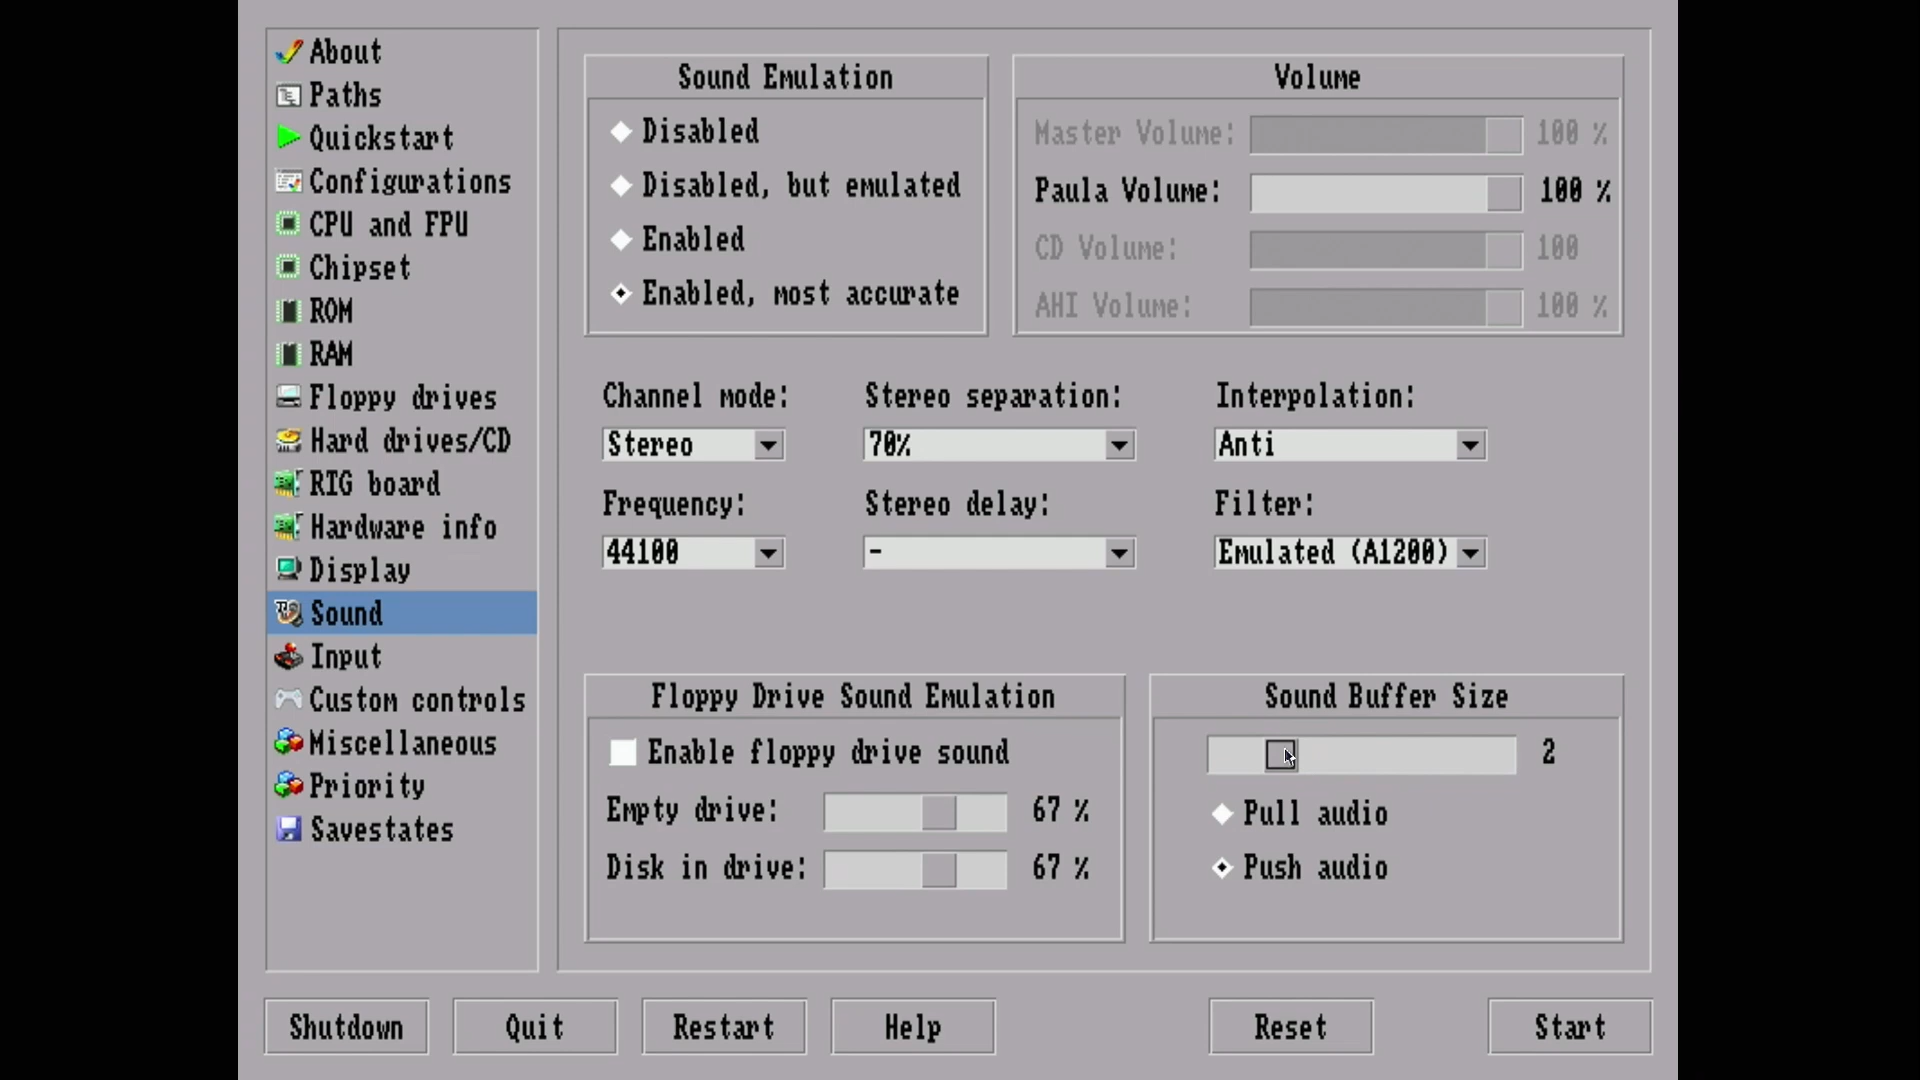 About
Paths
Quickstart
Configurations
CPU and FPU
Chipset
ROM
RAM
Floppy drives
Hard drives/CD
RTG board
Hardware info
Display
Sound
Input
Custom controls
Miscellaneous
Priority
Savestates
Sound Emulation
Disabled
Disabled, but emulated
Enabled
Enabled, most accurate
Volume
Master Volume: 100 %
Paula Volume: 100 %
CD Volume: 100
AHI Volume: 100 %
Channel mode: Stereo separation: Interpolation:
Stereo 70% Anti
Frequency: Stereo delay: Filter:
44100 - Emulated (A1200)
Floppy Drive Sound Emulation
Enable floppy drive sound
Empty drive: 67 %
Disk in drive: 67 %
Sound Buffer Size
2
Pull audio
Push audio
Shutdown Quit Restart Help Reset Start